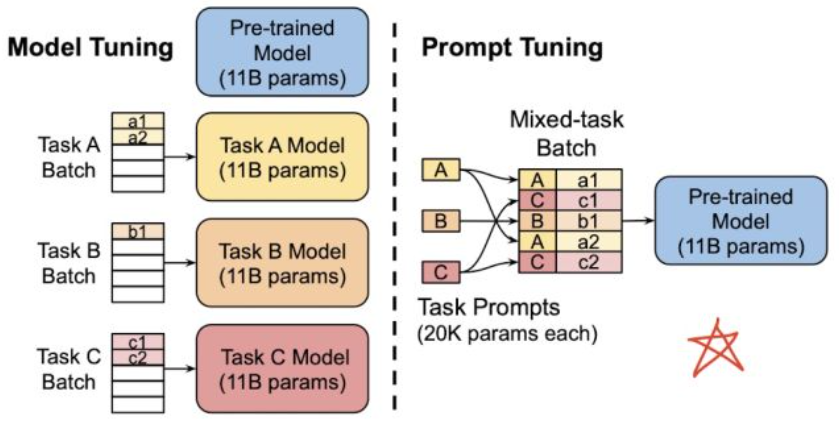 Model Tuning
Pre-trained
Model
(11B params)
Task A
Batch
a1
a2
Task A Model
(11B params)
Task B
Batch
b1
Task B Model
(11B params)
Task C
Batch
c1
c2
Task C Model
(11B params)
Prompt Tuning
Mixed-task
Batch
A
B
C
A a1
C c1
B b1
A a2
C c2
Task Prompts
(20K params each)
Pre-trained
Model
(11B params)